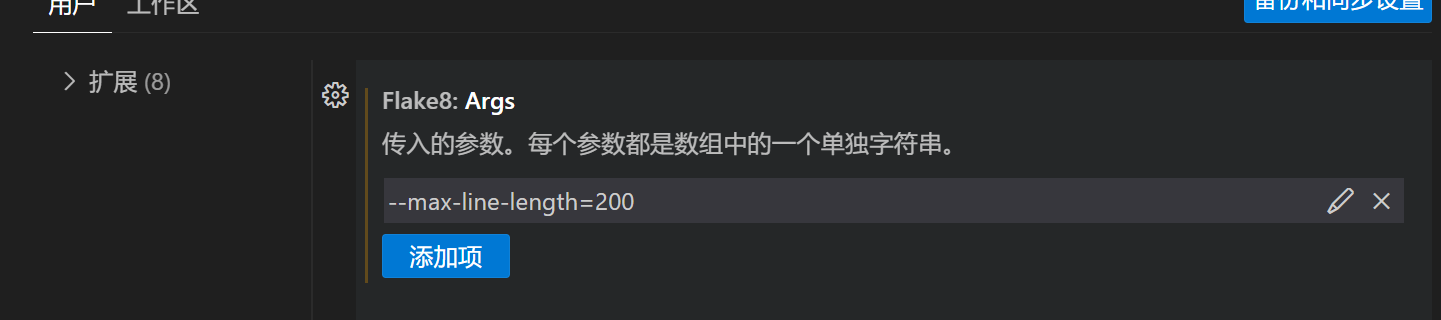 用户 工作区
备份和同步设置
扩展 (8)
Flake8: Args
传入的参数。每个参数都是数组中的一个单独字符串。
--max-line-length=200
添加项